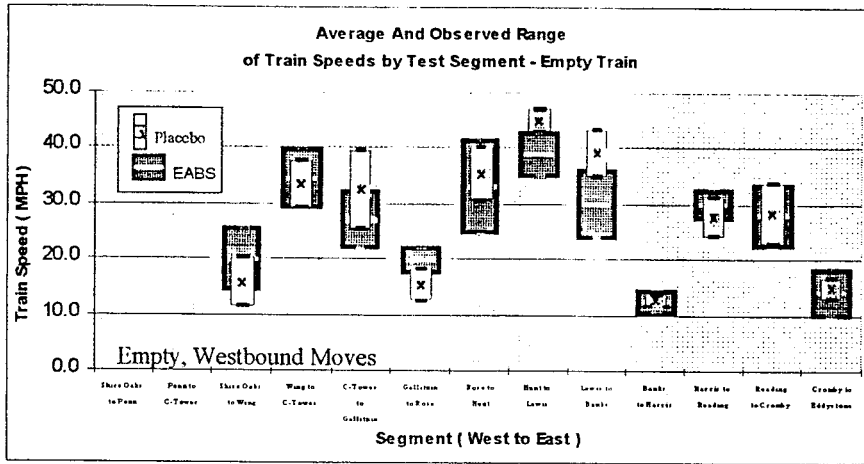 Average And Observed Range
of Train Speeds by Test Segment - Empty Train
Train Speed ( MPH)
50.0
40.0
30.0
20.0
10.0
0.0
Placebo
EABS
Empty, Westbound Moves
Shire Oaks to Penn
Penn to C-Tower
Shire Oaks to Wing
Wing to C-Tower
C-Tower to Gallitzin
Gallitzin to Rose
Rose to Hunt
Hunt to Lewis
Lewis to Banks
Banks to Harris
Harris to Reading
Reading to Cromby
Cromby to Eddystone
Segment ( West to East )